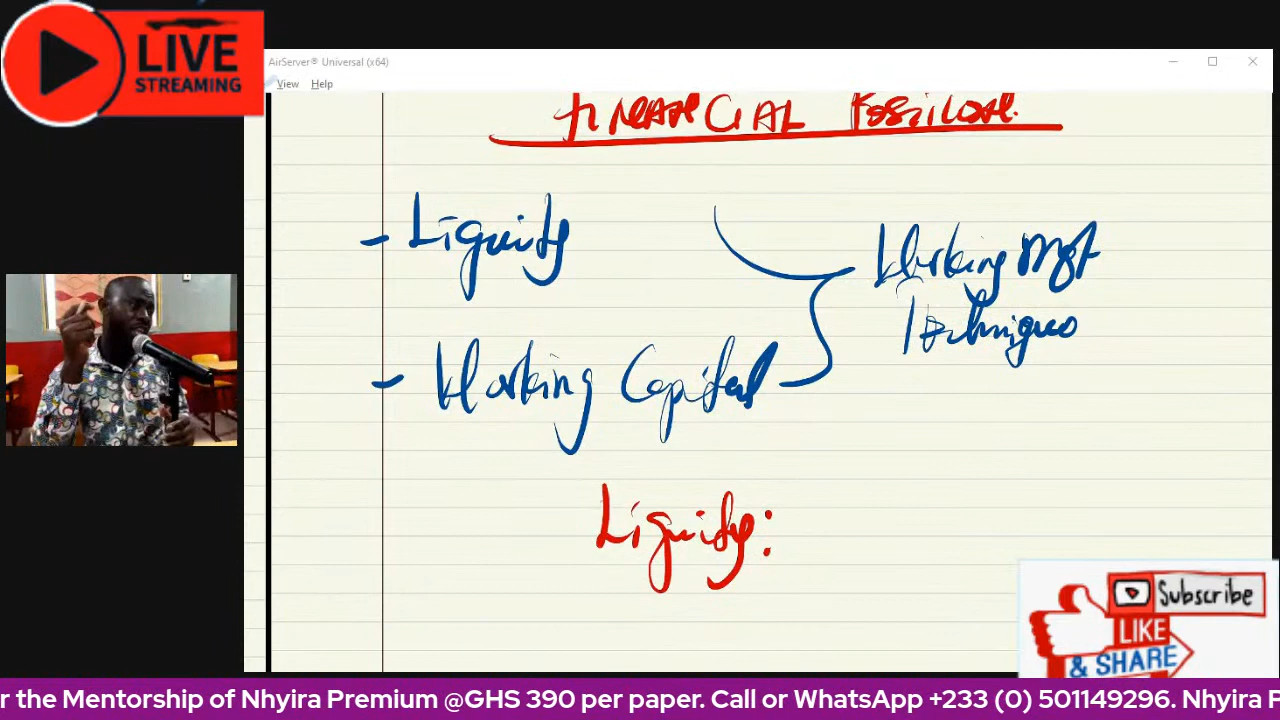 LIVE
STREAMING
AirServer® Universal (x64)
View Help
FINANCIAL POSITION.
- Liquidity
Working Mgt
Techniques
- Working Capital
Liquidity:
Subscribe
LIKE
& SHARE
r the Mentorship of Nhyira Premium @GHS 390 per paper. Call or WhatsApp +233 (0) 501149296. Nhyira P